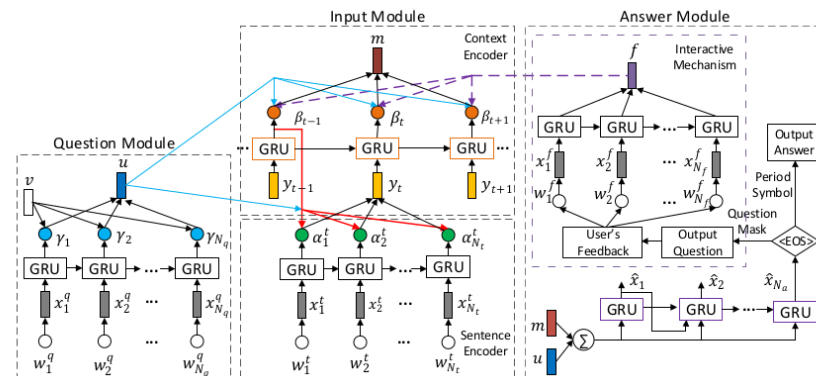 Input Module
Answer Module
Context
Encoder
m
f
Interactive
Mechanism
β_{t−1}
β_t
β_{t+1}
... GRU GRU GRU ...
y_{t−1} y_t y_{t+1}
GRU GRU ... GRU
x_1^f x_2^f x_{N_f}^f
w_1^f w_2^f ... w_{N_f}^f
User's
Feedback
Output
Question
Output
Answer
Period
Symbol
Question
Mask
<EOS>
Question Module
v
u
γ_1 γ_2 γ_{N_q}
GRU GRU ... GRU
x_1^q x_2^q ... x_{N_q}^q
w_1^q w_2^q ... w_{N_q}^q
α_1^t α_2^t α_{N_t}^t
GRU GRU ... GRU
x_1^t x_2^t ... x_{N_t}^t
Sentence
Encoder
w_1^t w_2^t ... w_{N_t}^t
x̂_1 x̂_2 x̂_{N_a}
GRU GRU ... GRU
m
Σ
u